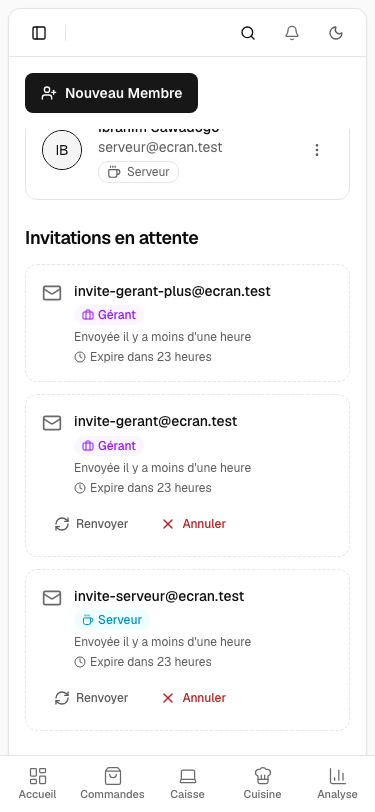 Nouveau Membre
Ibrahim Sawadogo
IB
serveur@ecran.test
Serveur
Invitations en attente
invite-gerant-plus@ecran.test
Gérant
Envoyée il y a moins d'une heure
Expire dans 23 heures
invite-gerant@ecran.test
Gérant
Envoyée il y a moins d'une heure
Expire dans 23 heures
Renvoyer Annuler
invite-serveur@ecran.test
Serveur
Envoyée il y a moins d'une heure
Expire dans 23 heures
Renvoyer Annuler
Accueil Commandes Caisse Cuisine Analyse